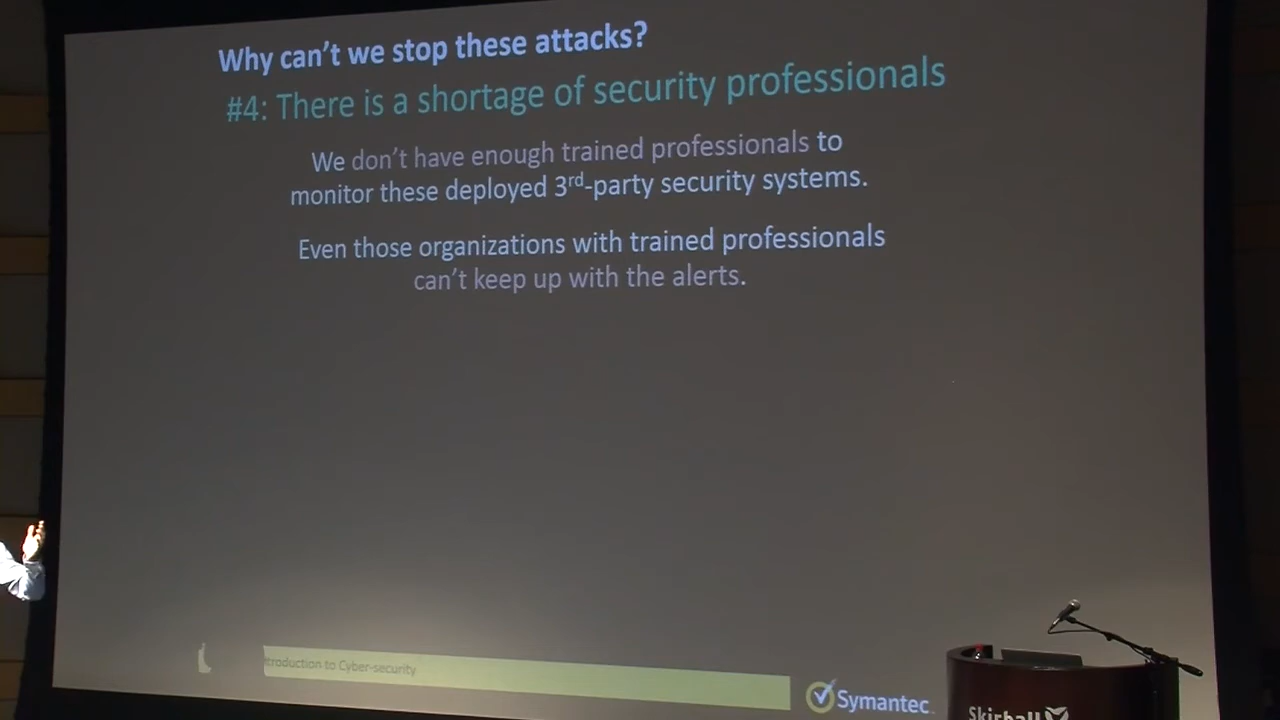 Why can't we stop these attacks?
#4: There is a shortage of security professionals
We don't have enough trained professionals to
monitor these deployed 3rd-party security systems.
Even those organizations with trained professionals
can't keep up with the alerts.
troduction to Cyber-security
Symantec
Skirball